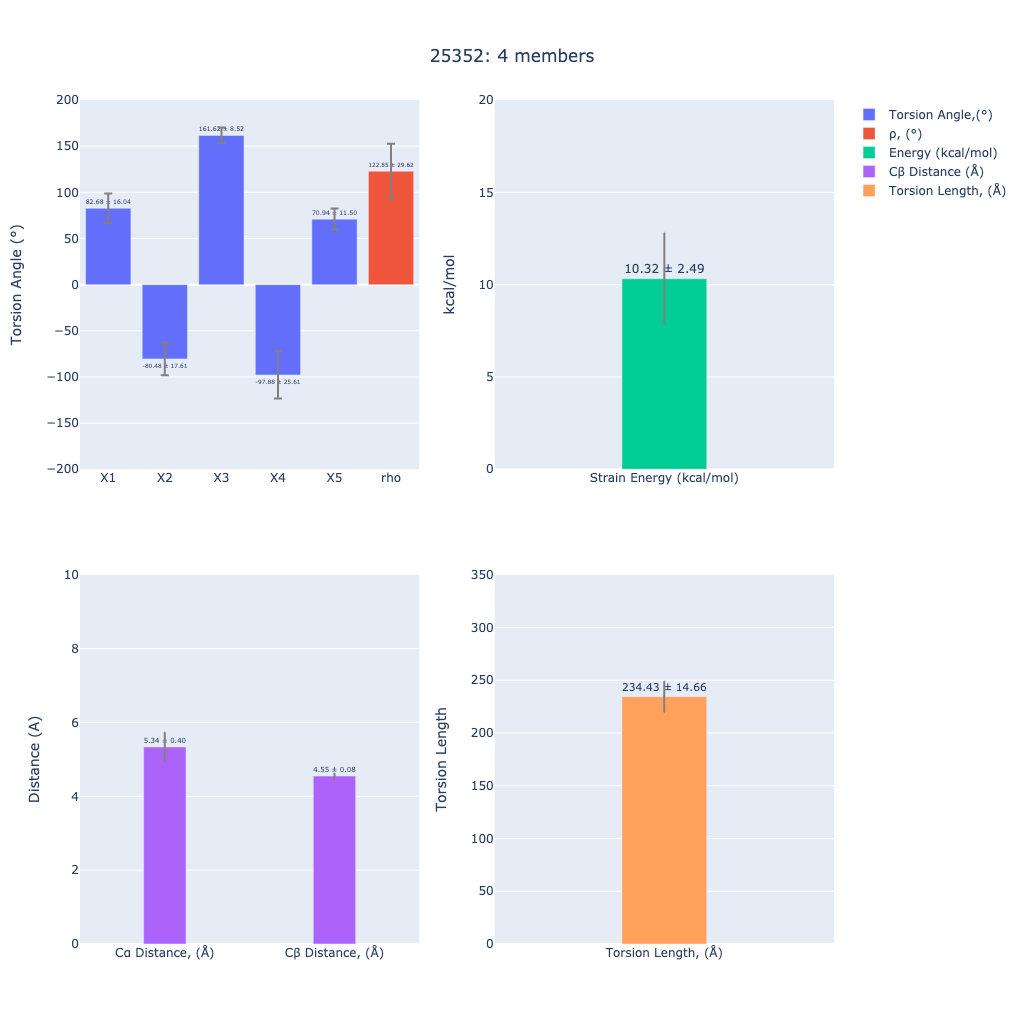 25352: 4 members
Torsion Angle (°)
200
150
100
50
0
−50
−100
−150
−200
82.68 ± 16.04
-80.48 ± 17.61
161.62 ± 8.52
-97.88 ± 25.61
70.94 ± 11.50
122.85 ± 29.62
X1
X2
X3
X4
X5
rho
kcal/mol
20
15
10
5
0
10.32 ± 2.49
Strain Energy (kcal/mol)
Torsion Angle,(°)
ρ, (°)
Energy (kcal/mol)
Cβ Distance (Å)
Torsion Length, (Å)
Distance (A)
10
8
6
4
2
0
5.34 ± 0.40
4.55 ± 0.08
Cα Distance, (Å)
Cβ Distance, (Å)
Torsion Length
350
300
250
200
150
100
50
0
234.43 ± 14.66
Torsion Length, (Å)